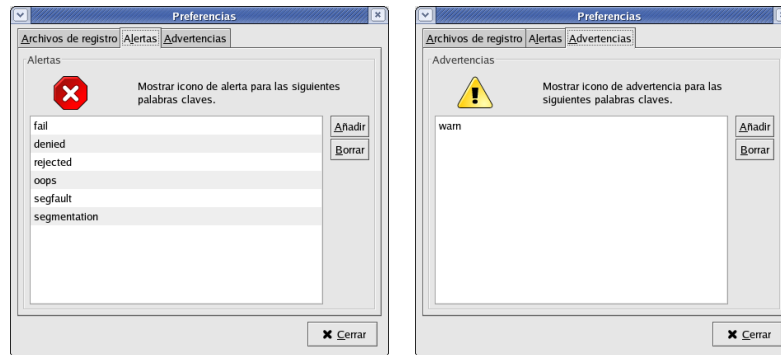 Preferencias
Archivos de registro Alertas Advertencias
Alertas
Mostrar icono de alerta para las siguientes
palabras claves.
fail
denied
rejected
oops
segfault
segmentation
Añadir
Borrar
Cerrar
Preferencias
Archivos de registro Alertas Advertencias
Advertencias
Mostrar icono de advertencia para las
siguientes palabras claves.
warn
Añadir
Borrar
Cerrar